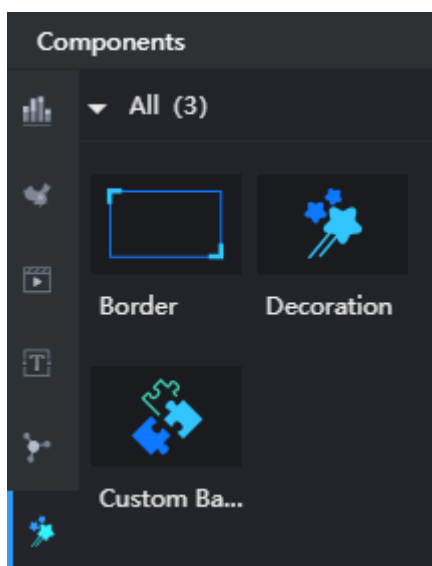 Components
All (3)
Border
Decoration
T
Custom Ba...